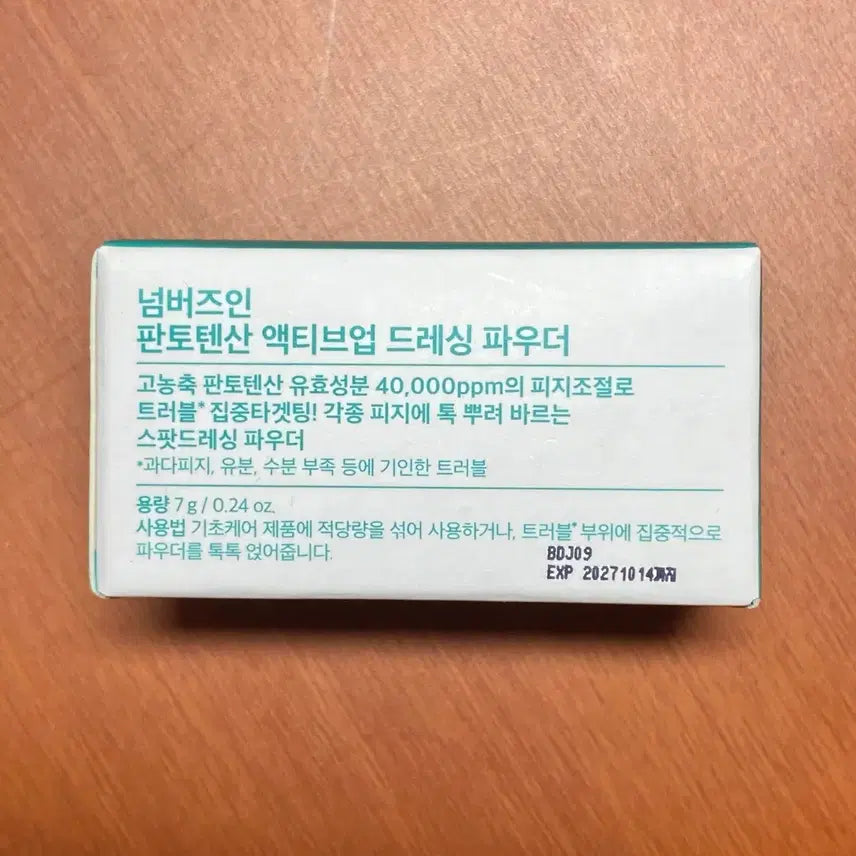 넘버즈인
판토텐산 액티브업 드레싱 파우더
고농축 판토텐산 유효성분 40,000ppm의 피지조절로
트러블* 집중타겟팅! 각종 피지에 톡 뿌려 바르는
스팟드레싱 파우더
*과다피지, 유분, 수분 부족 등에 기인한 트러블
용량 7g / 0.24 oz.
사용법 기초케어 제품에 적당량을 섞어 사용하거나, 트러블* 부위에 집중적으로
파우더를 톡톡 얹어줍니다.
BDJ09
EXP 20271014까지